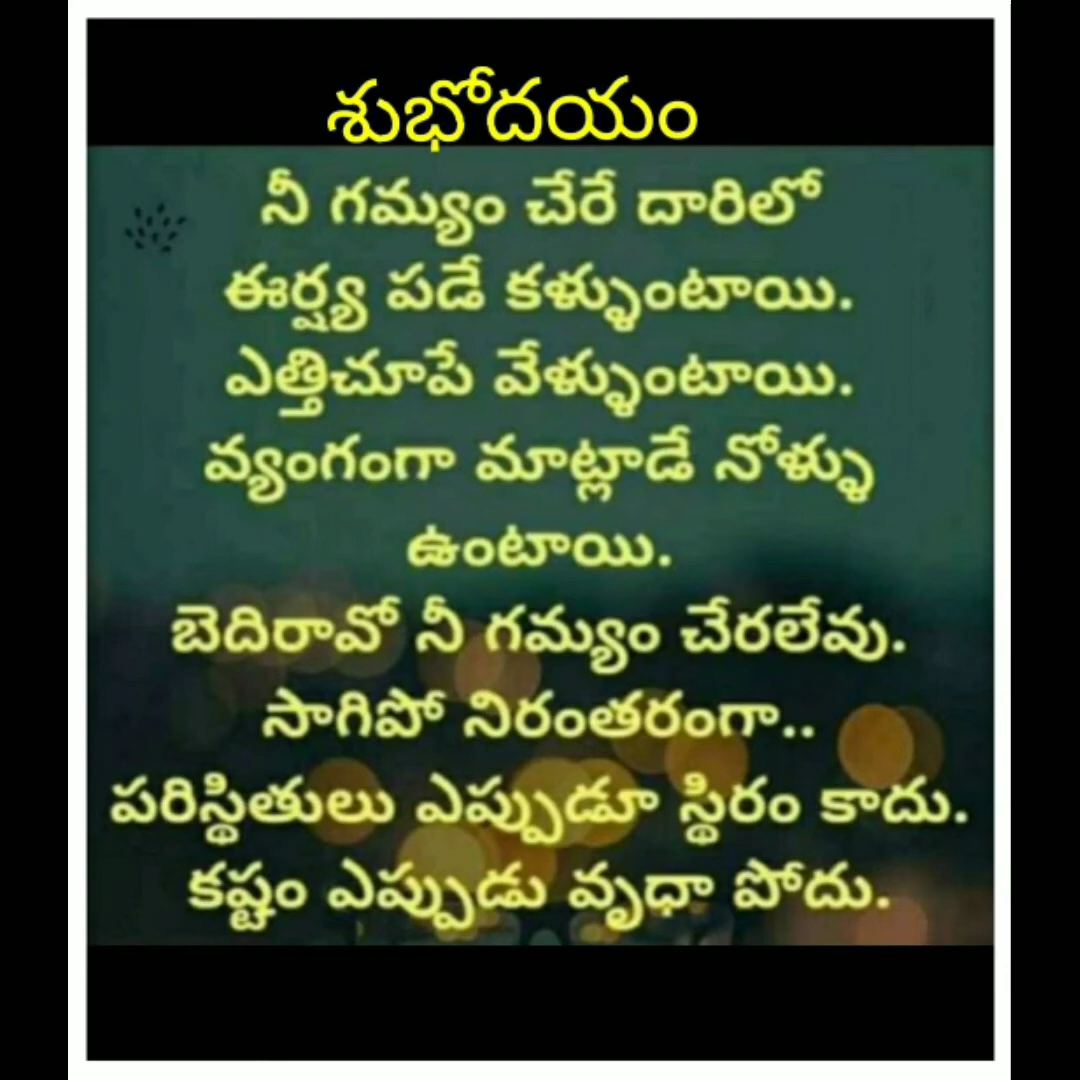 శుభోదయం
నీ గమ్యం చేరే దారిలో
ఈర్ష్య పడే కళ్ళుంటాయి.
ఎత్తిచూపే వేళ్ళుంటాయి.
వ్యంగంగా మాట్లాడే నోళ్ళు
ఉంటాయి.
బెదిరావో నీ గమ్యం చేరలేవు.
సాగిపో నిరంతరంగా..
పరిస్థితులు ఎప్పుడూ స్థిరం కాదు.
కష్టం ఎప్పుడు వృధా పోదు.